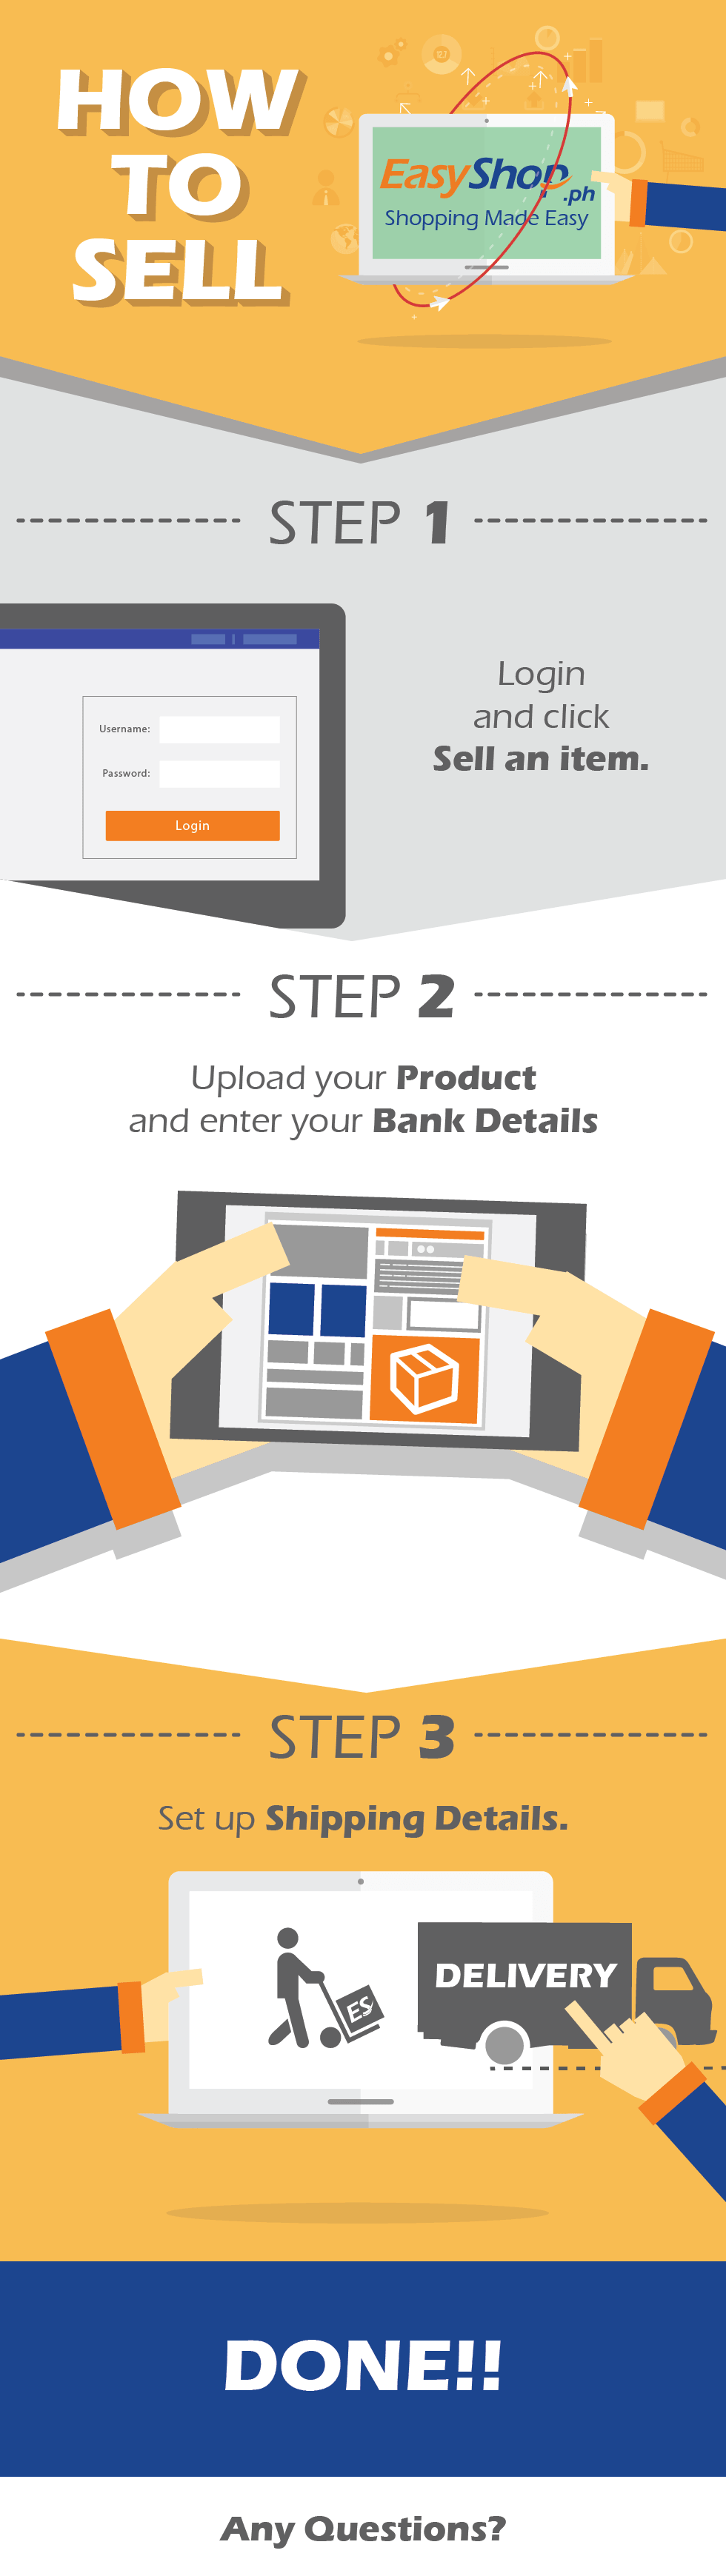 HOW
TO
SELL
EasyShop.ph
Shopping Made Easy
STEP 1
Login
and click
Sell an item.
Username:
Password:
Login
STEP 2
Upload your Product
and enter your Bank Details
STEP 3
Set up Shipping Details.
ES
DELIVERY
DONE!!
Any Questions?